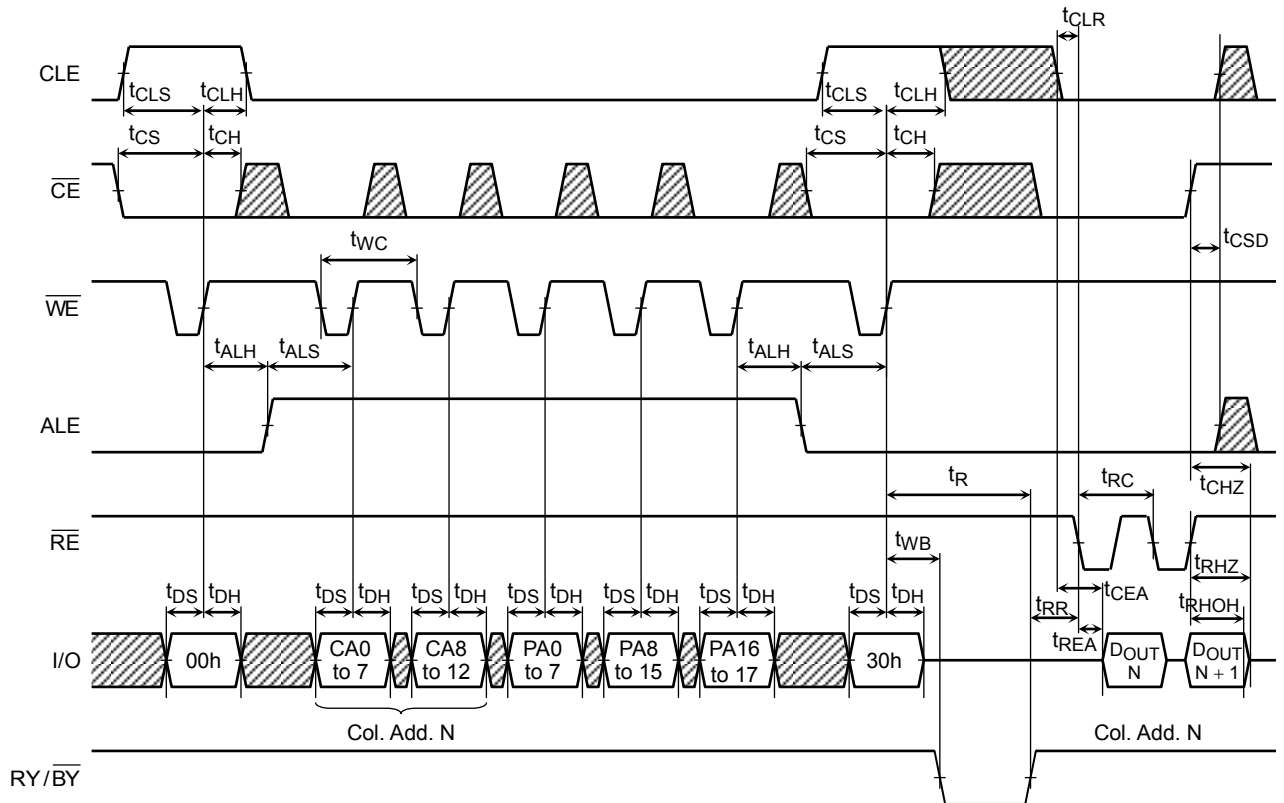 tCLR
CLE
tCLS tCLH tCLS tCLH
tCS tCH tCS tCH
CE
tWC tCSD
WE
tALH tALS tALH tALS
ALE
tR tRC tCHZ
RE
tWB tRHZ
tDS tDH tDS tDH tDS tDH tDS tDH tDS tDH tDS tDH tDS tDH tCEA
tRR tRHOH
tREA
I/O
00h
CA0 to 7
CA8 to 12
PA0 to 7
PA8 to 15
PA16 to 17
30h
DOUT N
DOUT N + 1
Col. Add. N Col. Add. N
RY/BY